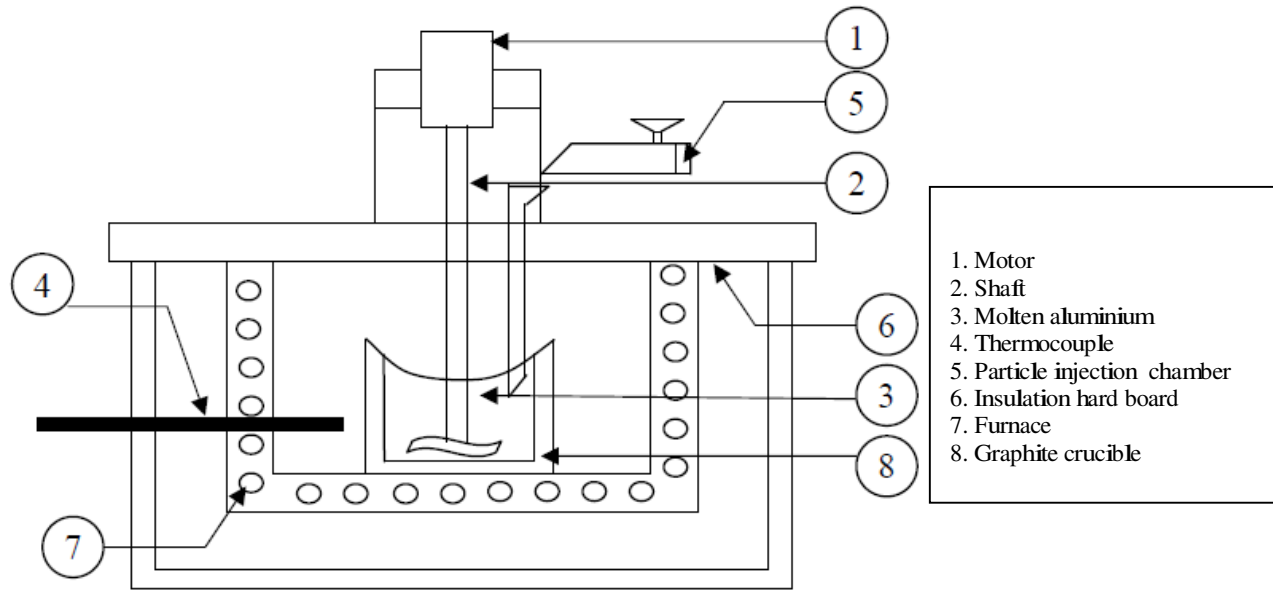 1
5
2
4
6
3
8
7
1. Motor
2. Shaft
3. Molten aluminium
4. Thermocouple
5. Particle injection chamber
6. Insulation hard board
7. Furnace
8. Graphite crucible